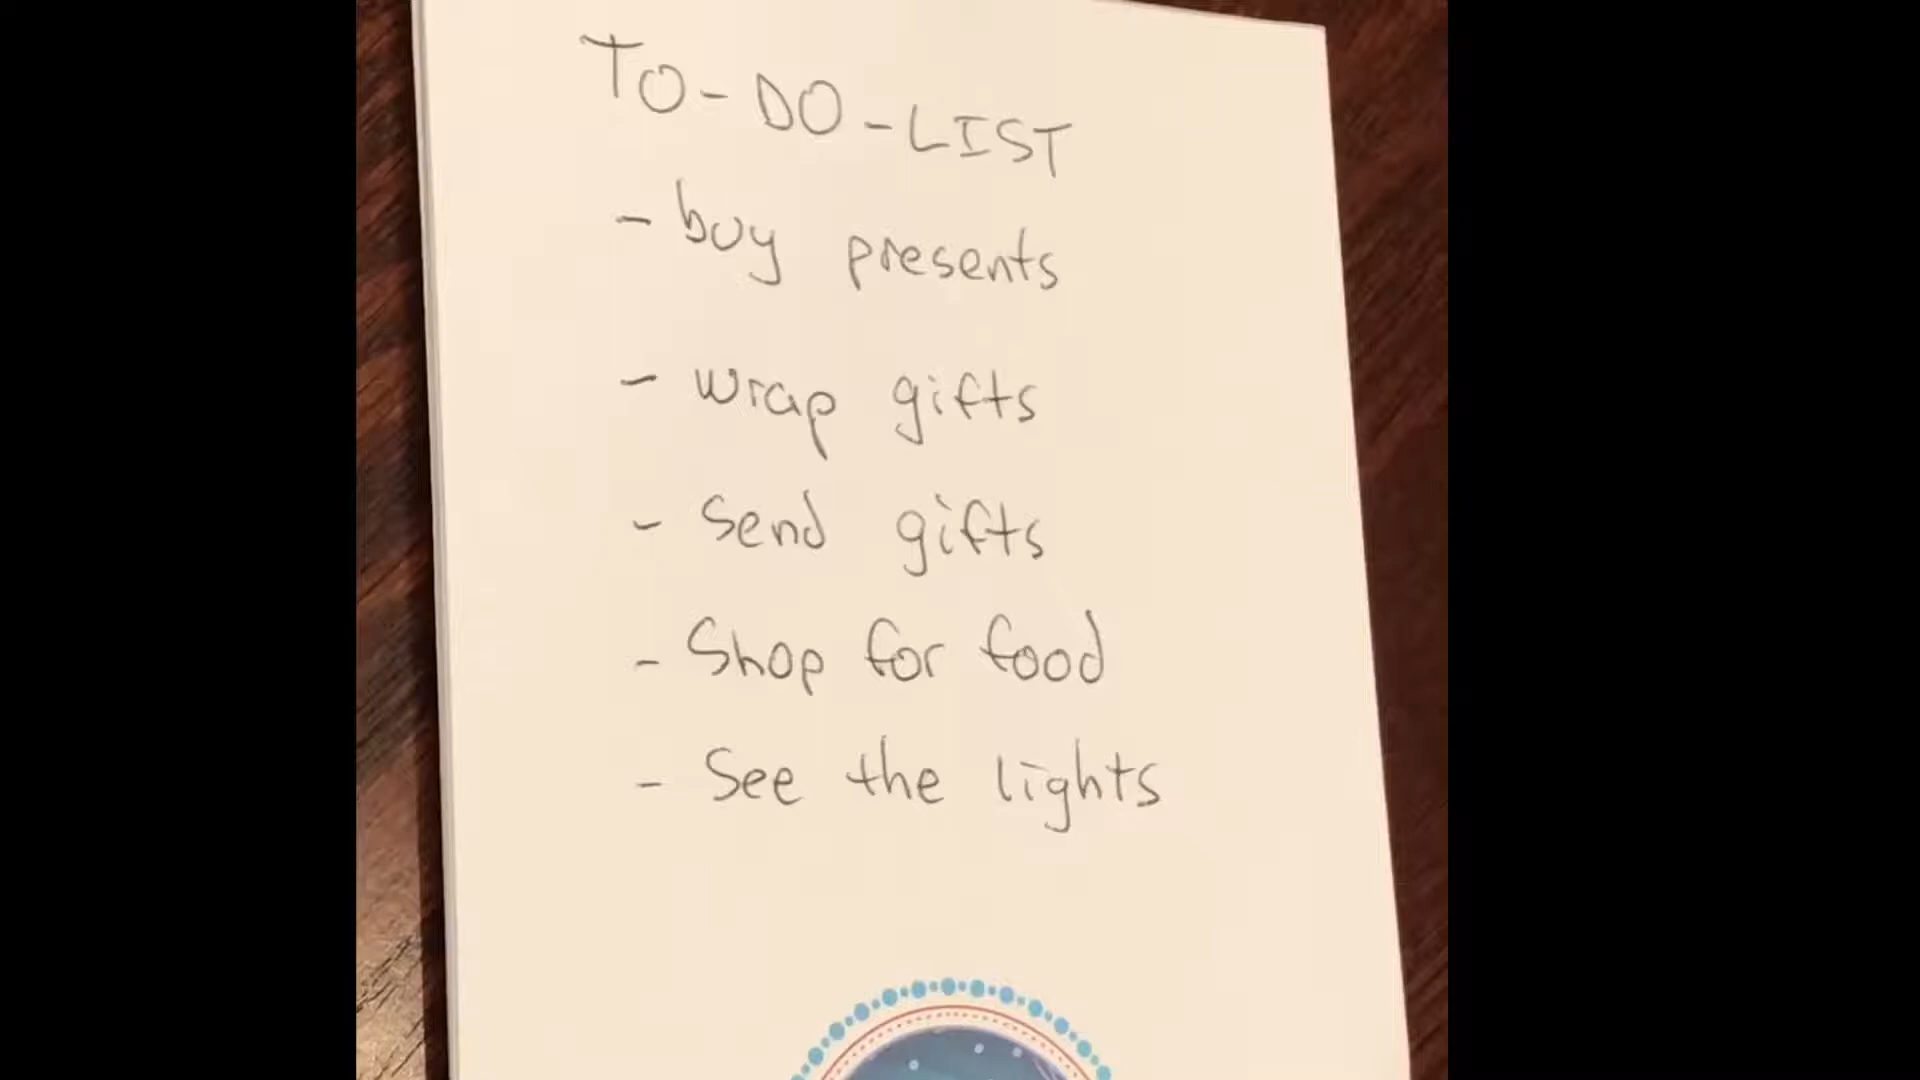 TO-DO-LIST
- buy presents
- wrap gifts
- Send gifts
- Shop for food
- See the lights